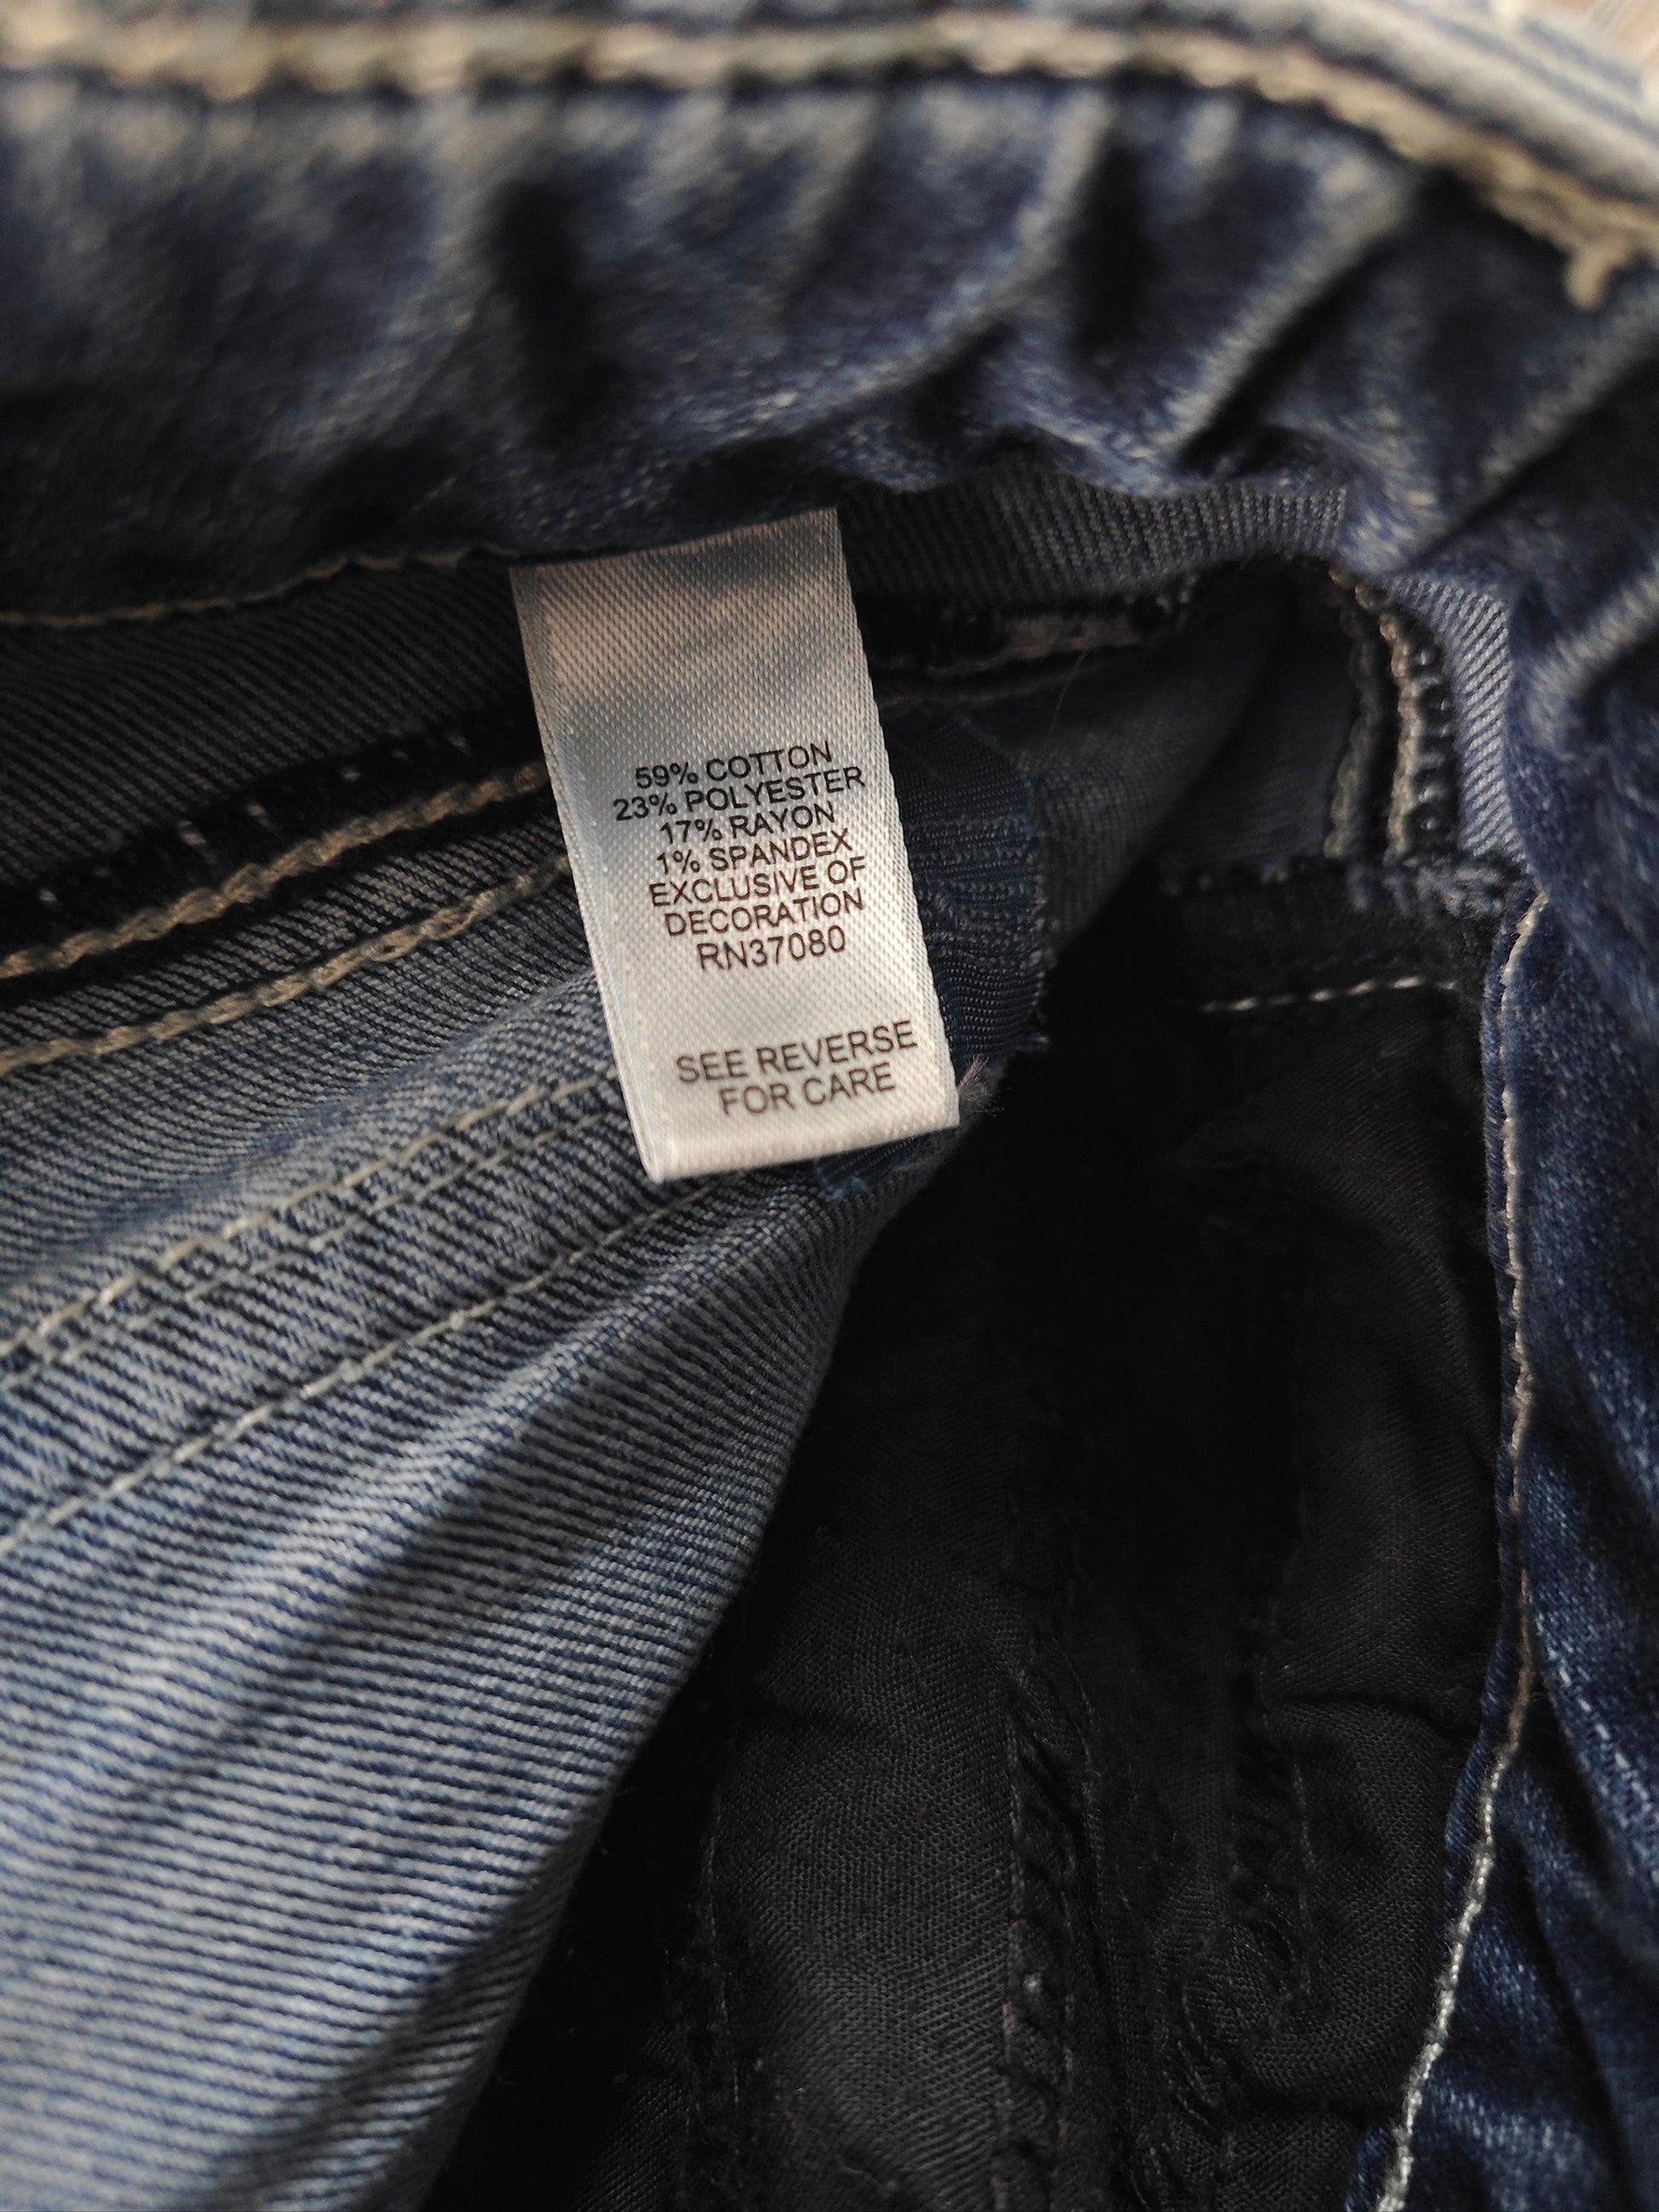 59% COTTON
23% POLYESTER
17% RAYON
1% SPANDEX
EXCLUSIVE OF
DECORATION
RN37080
SEE REVERSE
FOR CARE